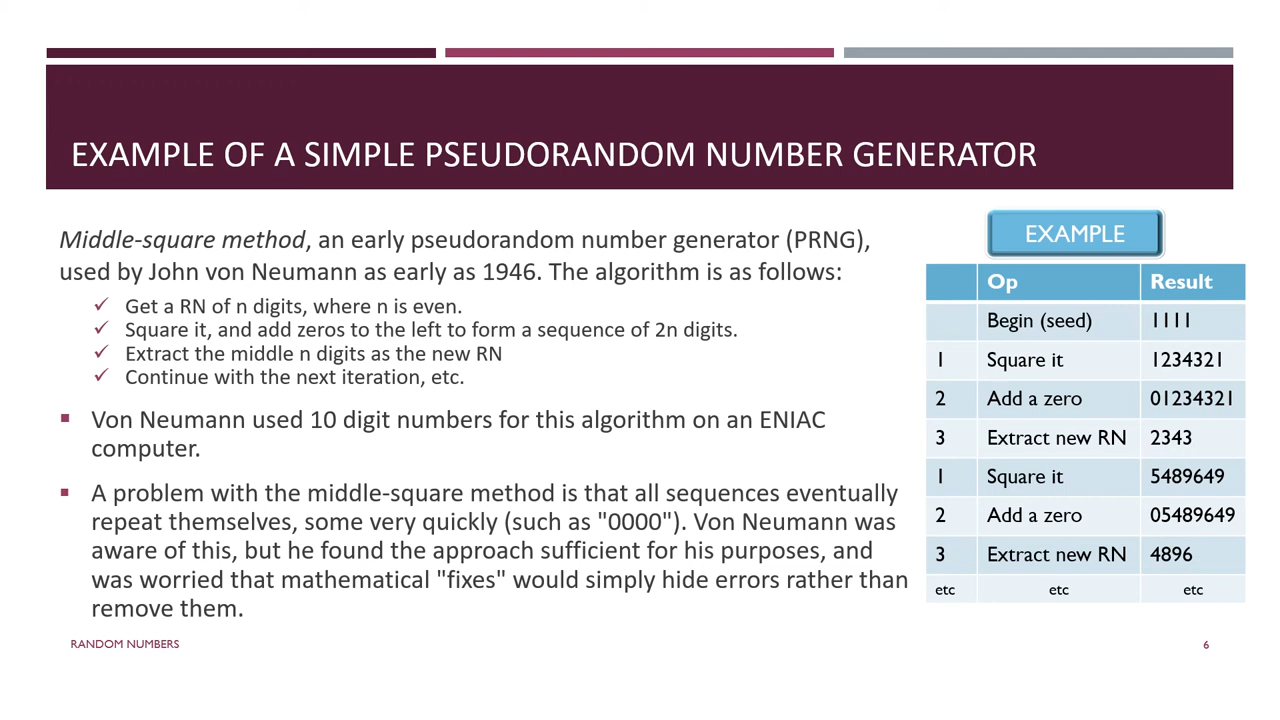 EXAMPLE OF A SIMPLE PSEUDORANDOM NUMBER GENERATOR
Middle-square method, an early pseudorandom number generator (PRNG),
used by John von Neumann as early as 1946. The algorithm is as follows:
✓ Get a RN of n digits, where n is even.
✓ Square it, and add zeros to the left to form a sequence of 2n digits.
✓ Extract the middle n digits as the new RN
✓ Continue with the next iteration, etc.
▪ Von Neumann used 10 digit numbers for this algorithm on an ENIAC
computer.
▪ A problem with the middle-square method is that all sequences eventually
repeat themselves, some very quickly (such as "0000"). Von Neumann was
aware of this, but he found the approach sufficient for his purposes, and
was worried that mathematical "fixes" would simply hide errors rather than
remove them.
EXAMPLE
Op Result
Begin (seed) 1111
1 Square it 1234321
2 Add a zero 01234321
3 Extract new RN 2343
1 Square it 5489649
2 Add a zero 05489649
3 Extract new RN 4896
etc etc etc
RANDOM NUMBERS 6